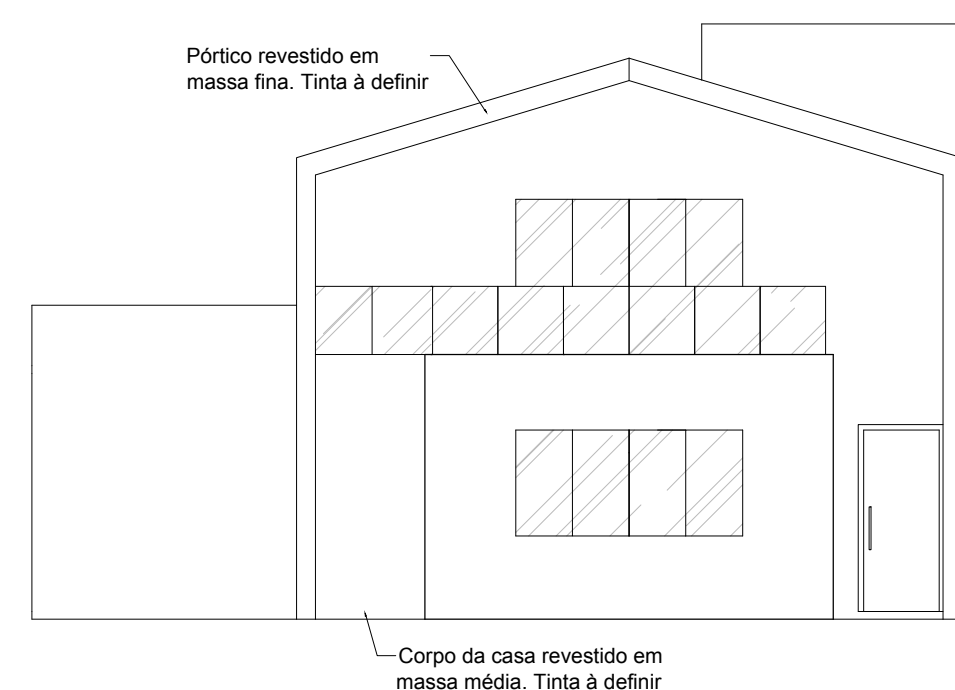 Pórtico revestido em
massa fina. Tinta à definir
Corpo da casa revestido em
massa média. Tinta à definir